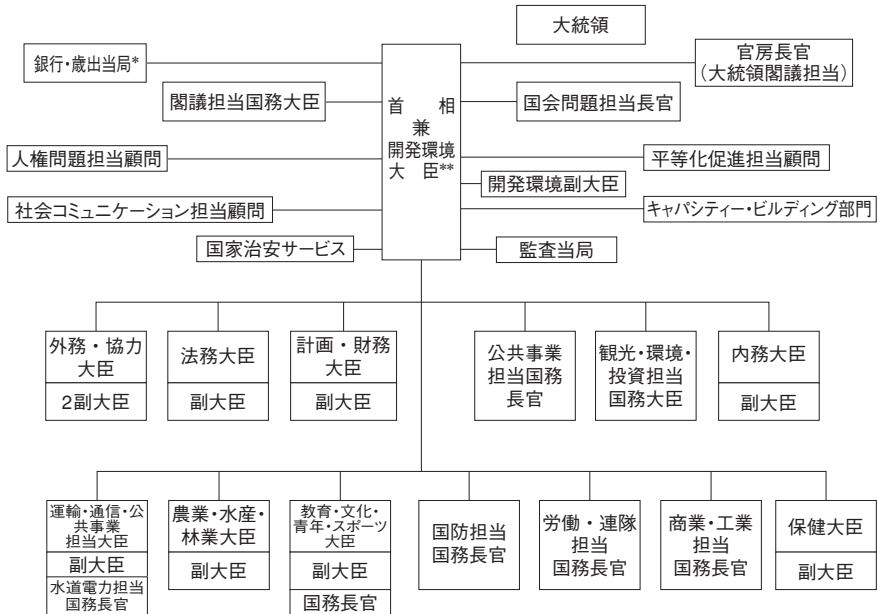 大統領
銀行・歳出当局*
官房長官
（大統領閣議担当）
閣議担当国務大臣
首　相
兼
開発環境
大　臣**
国会問題担当長官
人権問題担当顧問
平等化促進担当顧問
開発環境副大臣
社会コミュニケーション担当顧問
キャパシティー・ビルディング部門
国家治安サービス
監査当局
外務・協力
大臣
2副大臣
法務大臣
副大臣
計画・財務
大臣
副大臣
公共事業
担当国務
長官
観光・環境・
投資担当
国務大臣
内務大臣
副大臣
運輸・通信・公
共事業
担当大臣
副大臣
水道電力担当
国務長官
農業・水産・
林業大臣
副大臣
教育・文化・
青年・スポーツ
大臣
副大臣
国務長官
国防担当
国務長官
労働・連隊
担当
国務長官
商業・工業
担当
国務長官
保健大臣
副大臣